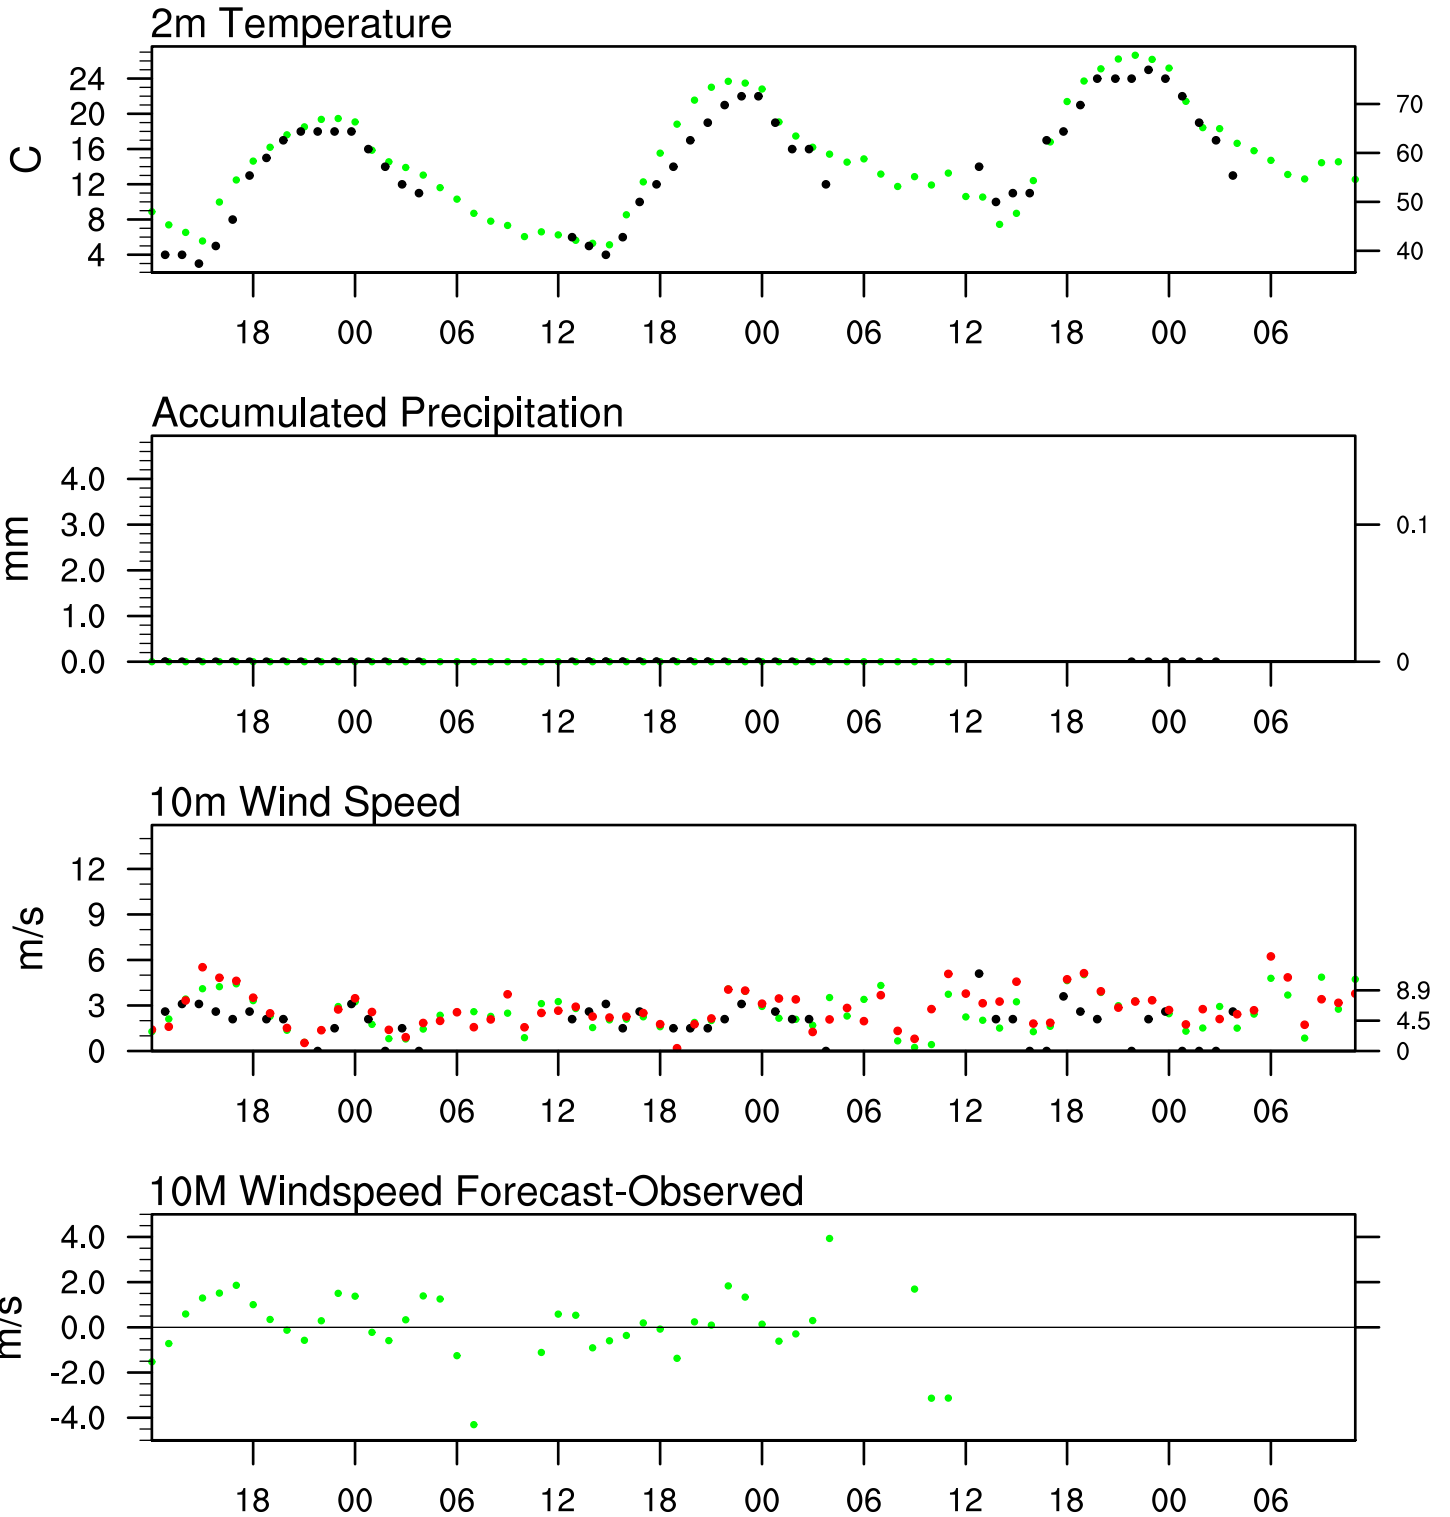 2m Temperature
C
24
20
16
12
8
4
70
60
50
40
18 00 06 12 18 00 06 12 18 00 06
Accumulated Precipitation
mm
4.0
3.0
2.0
1.0
0.0
0.1
0
18 00 06 12 18 00 06 12 18 00 06
10m Wind Speed
m/s
12
9
6
3
0
8.9
4.5
0
18 00 06 12 18 00 06 12 18 00 06
10M Windspeed Forecast-Observed
m/s
4.0
2.0
0.0
-2.0
-4.0
18 00 06 12 18 00 06 12 18 00 06